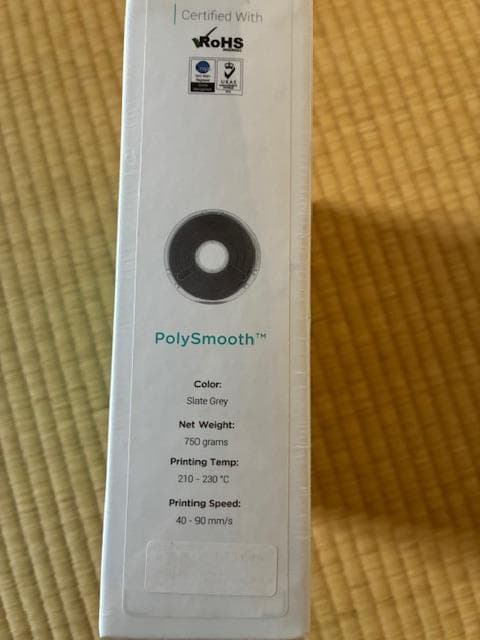 Certified With
RoHS
UKAS
PolySmooth™
Color:
Slate Grey
Net Weight:
750 grams
Printing Temp:
210 - 230 °C
Printing Speed:
40 - 90 mm/s